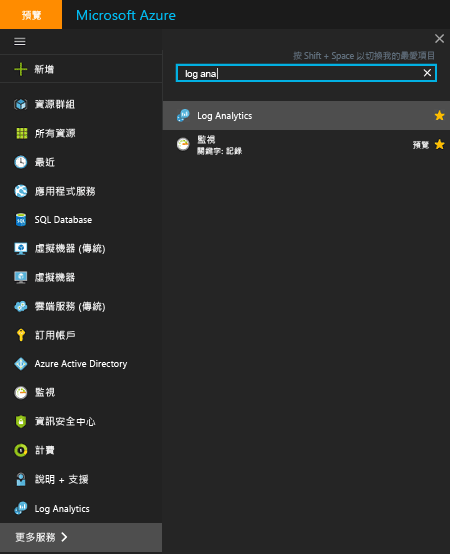 預覽
Microsoft Azure
新增
資源群組
所有資源
最近
應用程式服務
SQL Database
虛擬機器 (傳統)
虛擬機器
雲端服務 (傳統)
訂用帳戶
Azure Active Directory
監視
資訊安全中心
計費
說明 + 支援
Log Analytics
更多服務
按 Shift + Space 以切換我的最愛項目
log ana
Log Analytics
監視
關鍵字: 記錄
預覽